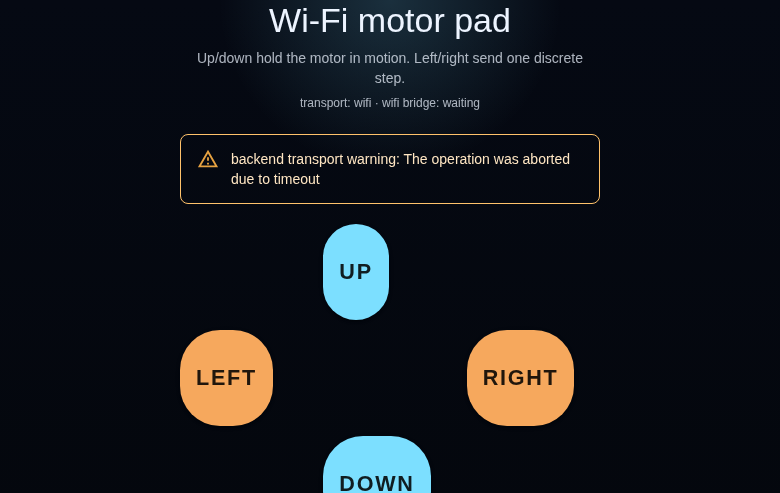 Wi-Fi motor pad
Up/down hold the motor in motion. Left/right send one discrete
step.
transport: wifi · wifi bridge: waiting
backend transport warning: The operation was aborted
due to timeout
UP
LEFT
RIGHT
DOWN